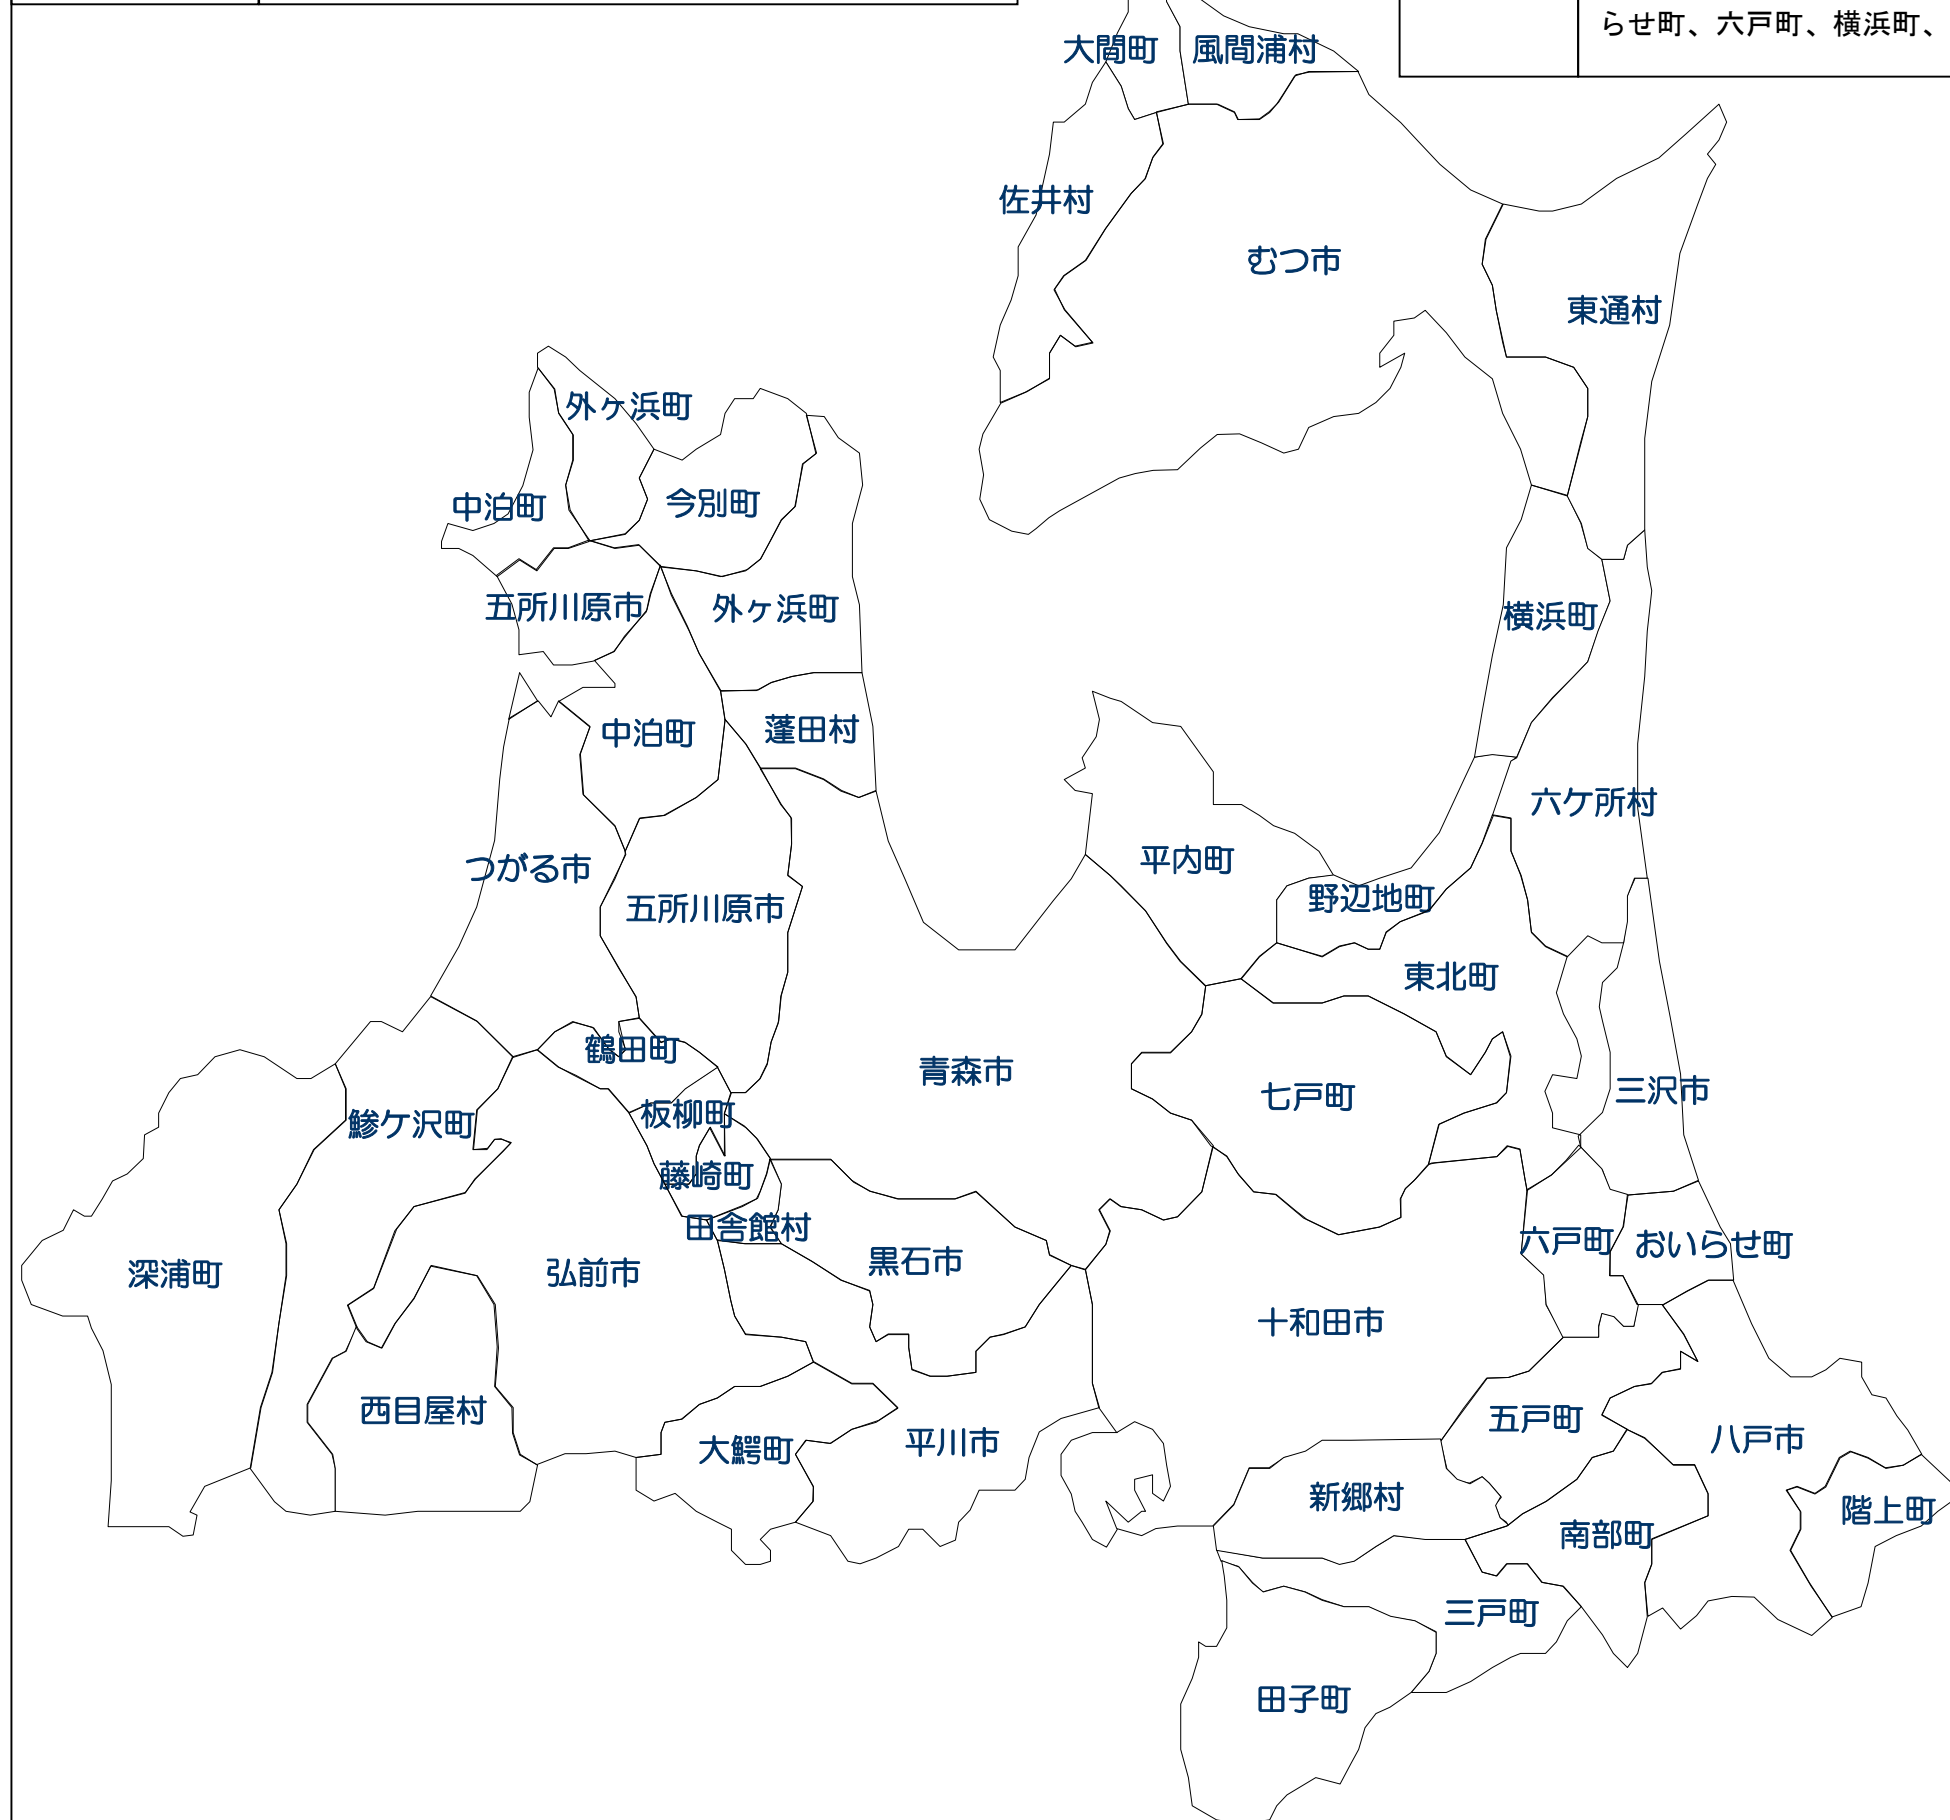 らせ町、六戸町、横浜町、
大間町
風間浦村
佐井村
むつ市
東通村
外ヶ浜町
中泊町
今別町
五所川原市
外ヶ浜町
横浜町
蓬田村
中泊町
六ケ所村
平内町
つがる市
野辺地町
五所川原市
東北町
鶴田町
青森市
三沢市
七戸町
板柳町
鰺ケ沢町
藤崎町
田舎館村
六戸町
おいらせ町
黒石市
弘前市
深浦町
十和田市
西目屋村
五戸町
八戸市
平川市
大鰐町
新郷村
階上町
南部町
三戸町
田子町